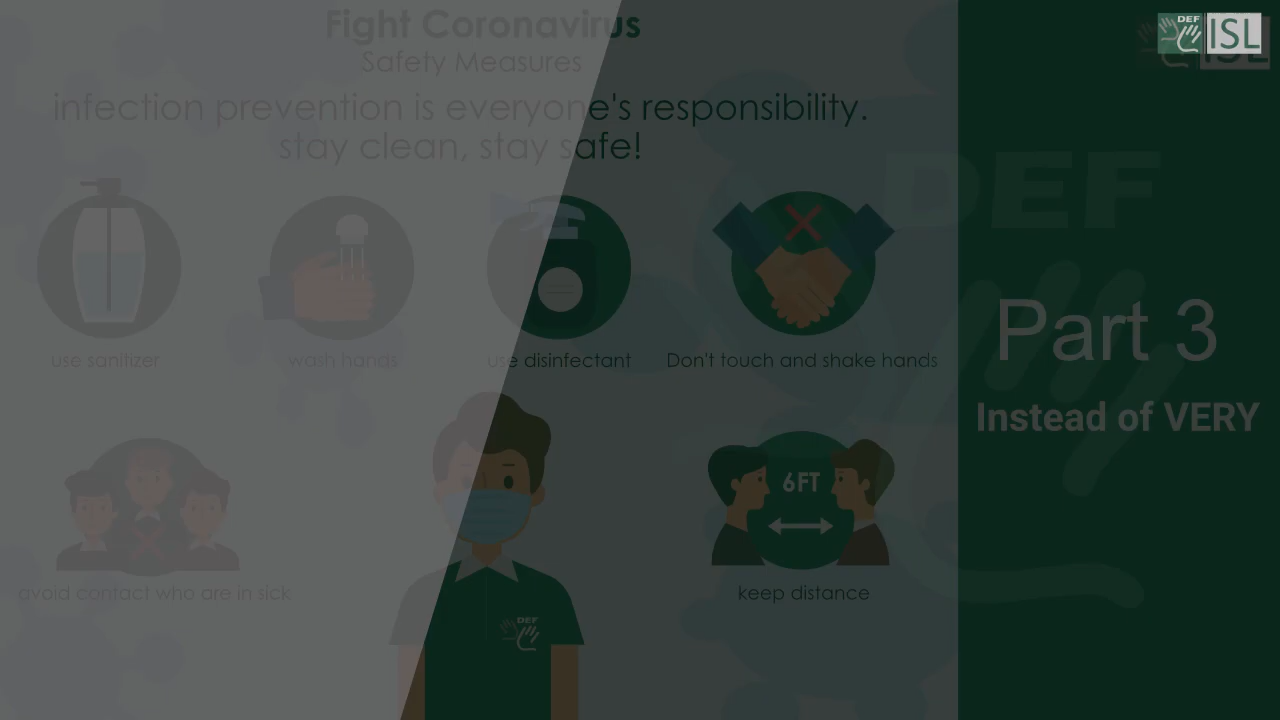 Fight Coronavirus
Safety Measures
infection prevention is everyone's responsibility.
stay clean, stay safe!
use sanitizer
wash hands
use disinfectant
Don't touch and shake hands
6FT
avoid contact who are in sick
keep distance
DEF
DEF
ISL
ISL
DEF
Part 3
Instead of VERY